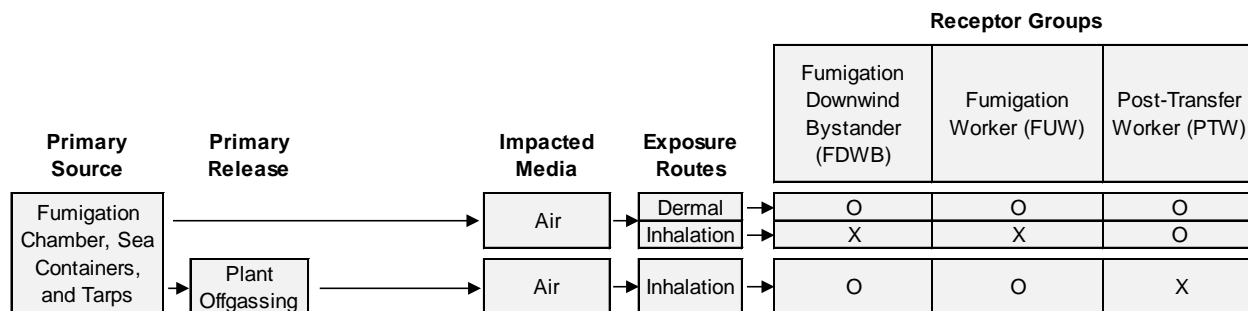 Receptor Groups
Fumigation
Downwind
Bystander
(FDWB)
Fumigation
Worker (FUW)
Post-Transfer
Worker (PTW)
Primary
Source
Primary
Release
Impacted
Media
Exposure
Routes
Fumigation
Chamber, Sea
Containers,
and Tarps
Air
Dermal
O
O
O
Inhalation
X
X
O
Plant
Offgassing
Air
Inhalation
O
O
X